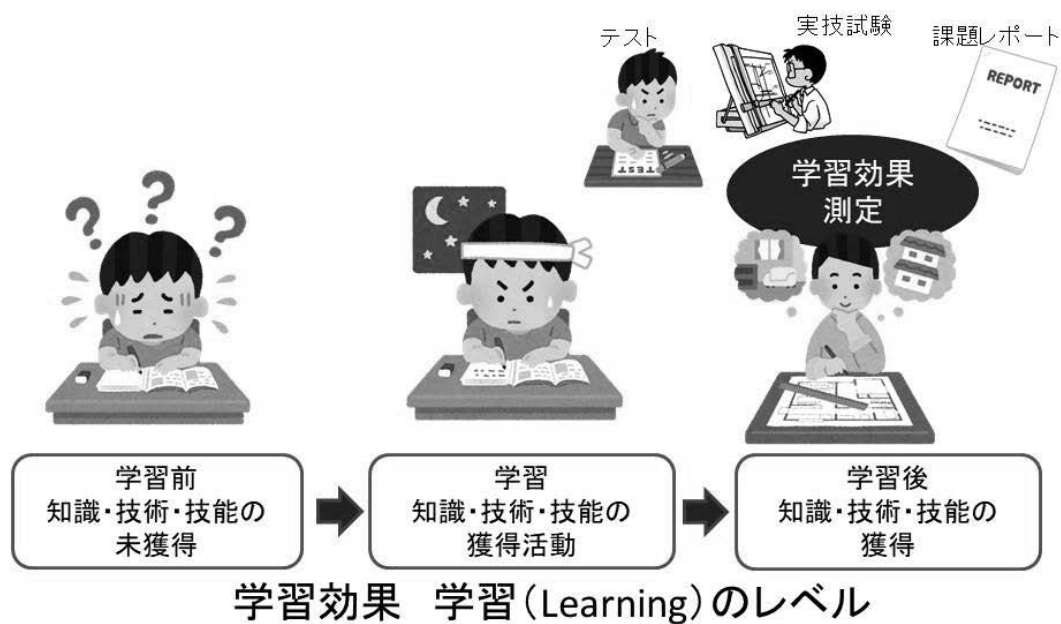 テスト
実技試験
課題レポート
REPORT
TEST
学習効果
測定
学習前
知識・技術・技能の
未獲得
学習
知識・技術・技能の
獲得活動
学習後
知識・技術・技能の
獲得
学習効果　学習(Learning)のレベル